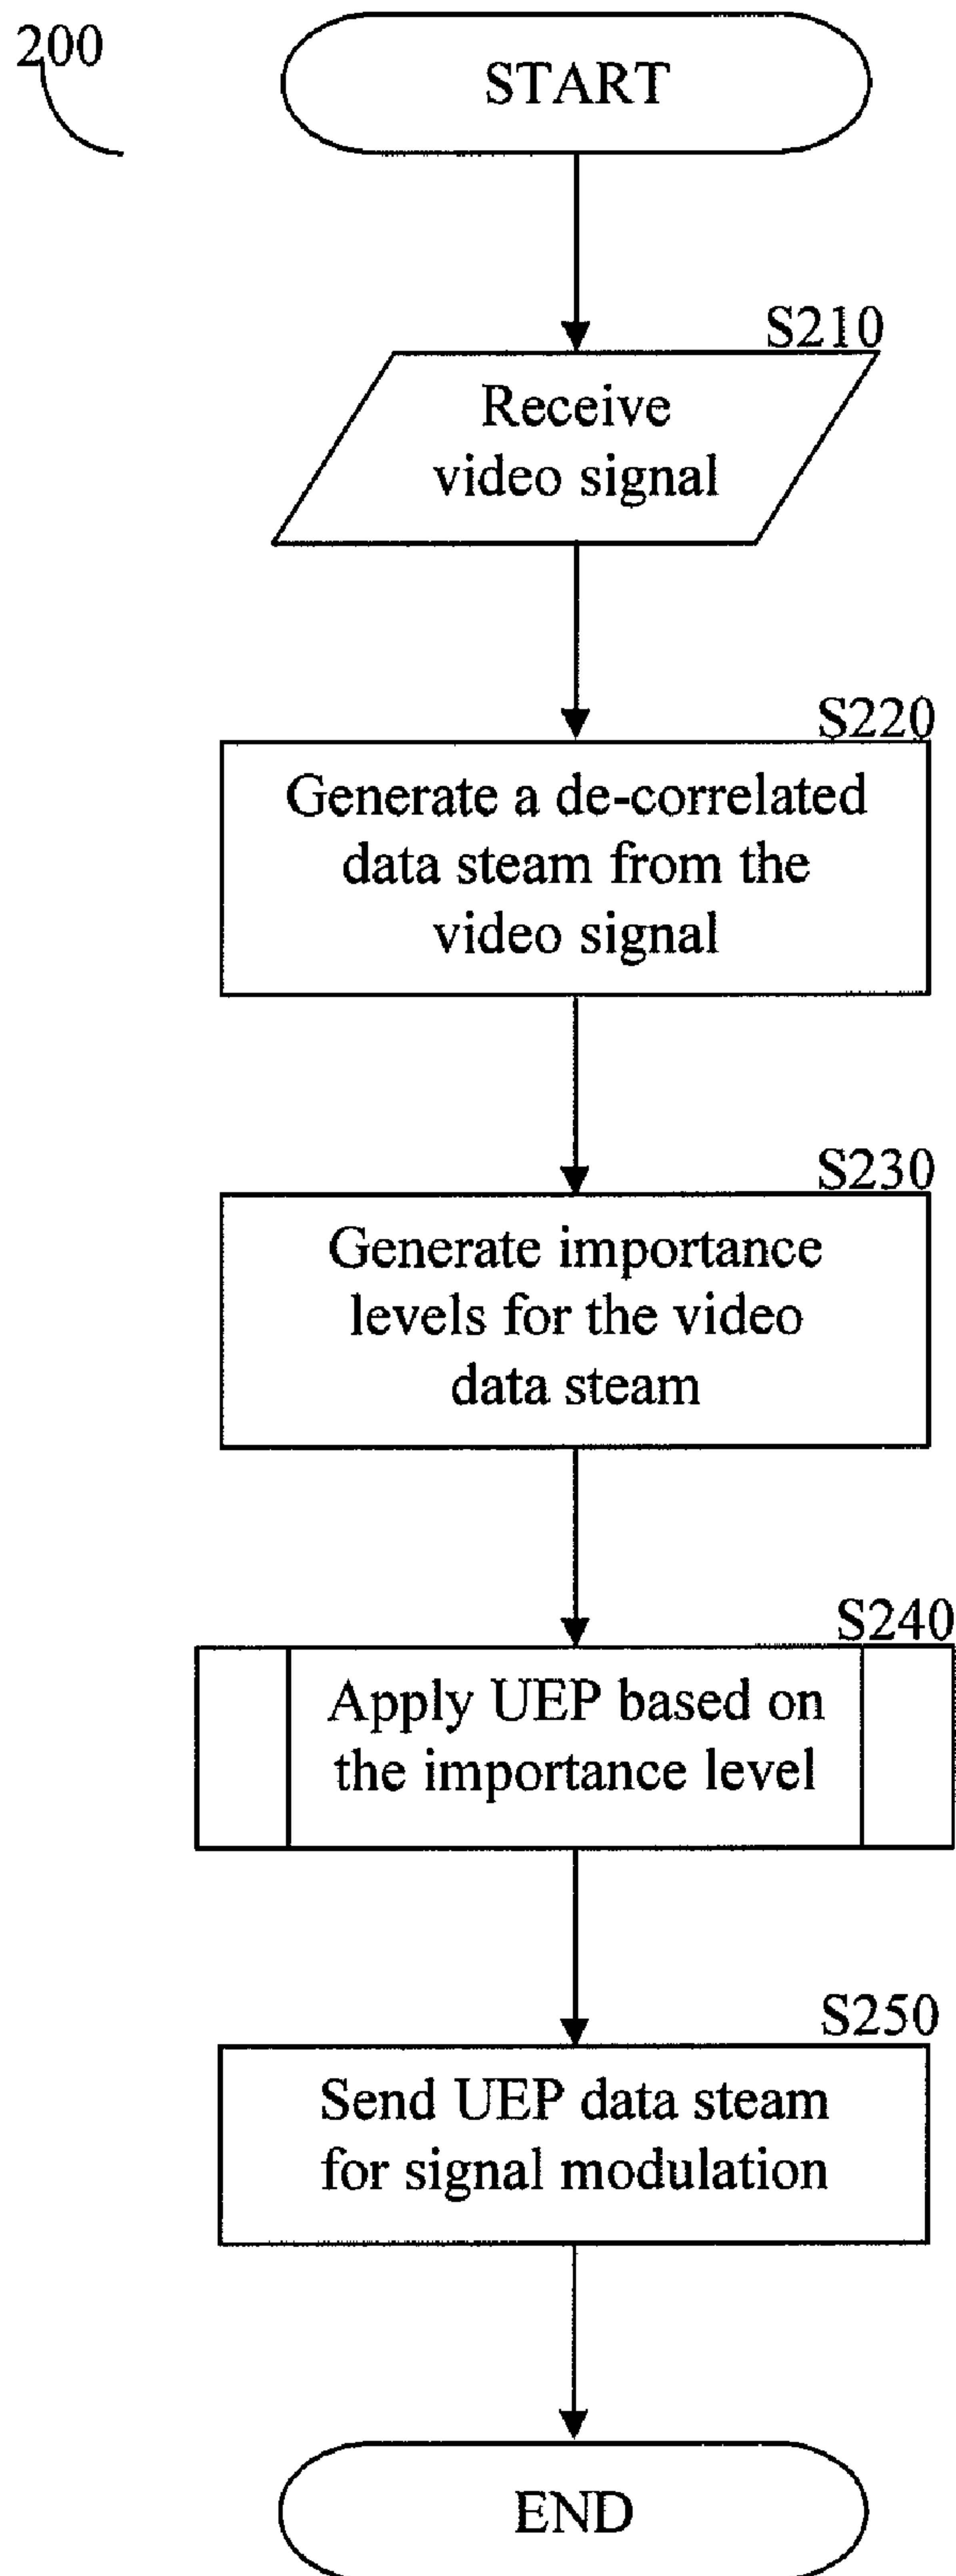 200
START
S210
Receive
video signal
S220
Generate a de-correlated
data steam from the
video signal
S230
Generate importance
levels for the video
data steam
S240
Apply UEP based on
the importance level
S250
Send UEP data steam
for signal modulation
END